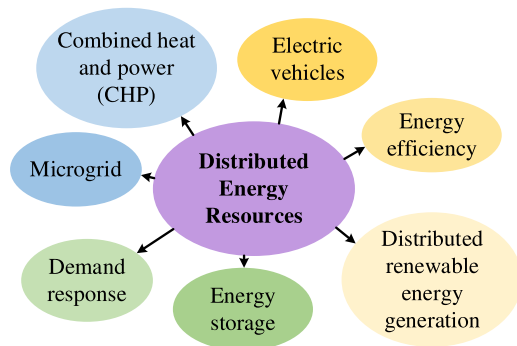 Combined heat
and power
(CHP)
Electric
vehicles
Energy
efficiency
Microgrid
Distributed
Energy
Resources
Demand
response
Energy
storage
Distributed
renewable
energy
generation